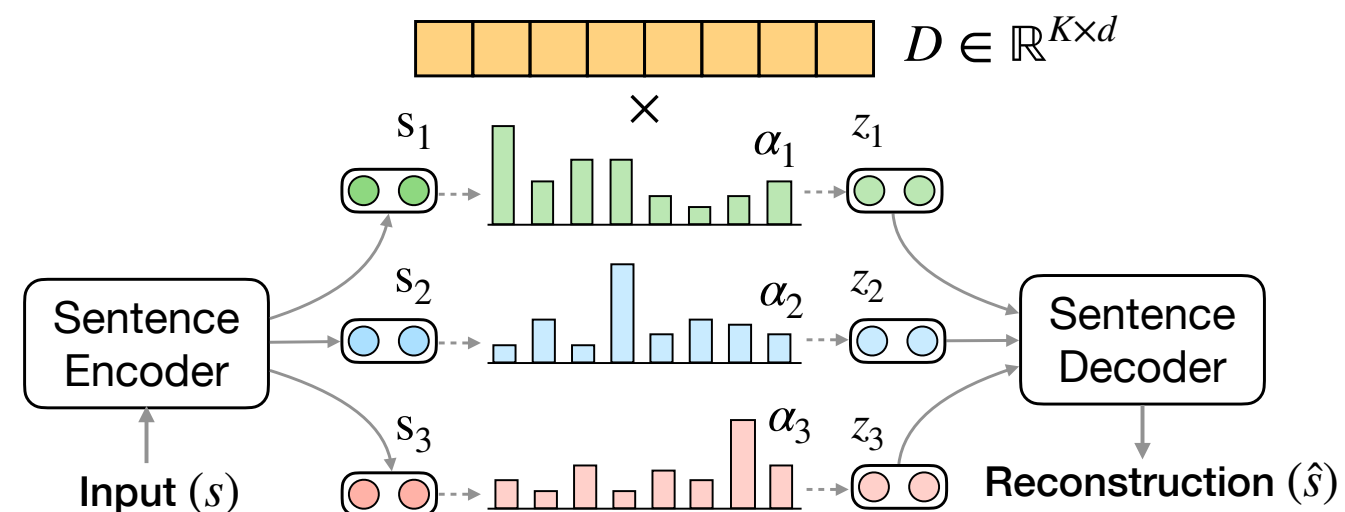 D ∈ ℝ^{K×d}
×
s₁
α₁
z₁
s₂
α₂
z₂
Sentence
Encoder
Sentence
Decoder
s₃
α₃
z₃
Input (s)
Reconstruction (ŝ)